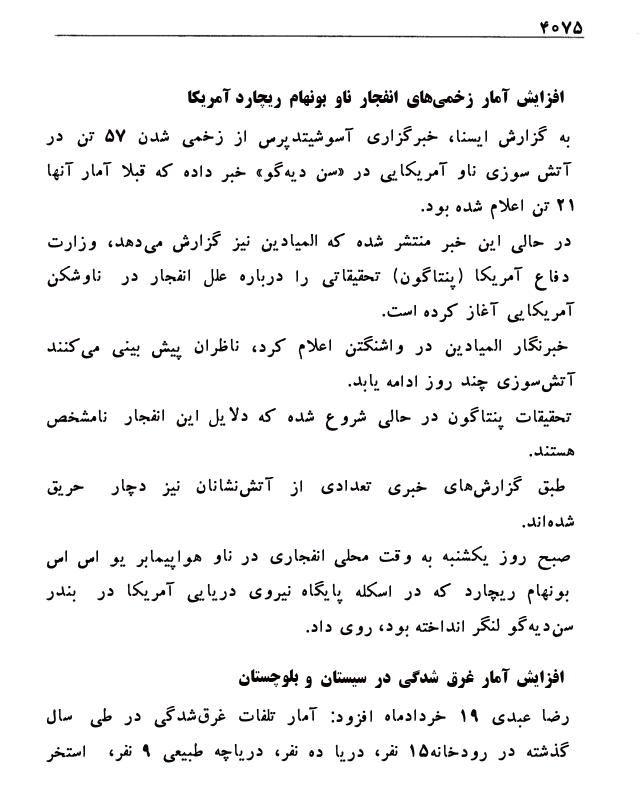 ۴۰۷۵
افزایش آمار زخمی‌های انفجار ناو بونهام ریچارد آمریکا
به گزارش ایسنا، خبرگزاری آسوشیتدپرس از زخمی شدن ۵۷ تن در
آتش سوزی ناو آمریکایی در «سن دیه‌گو» خبر داده که قبلا آمار آنها
۲۱ تن اعلام شده بود.
در حالی این خبر منتشر شده که المیادین نیز گزارش می‌دهد، وزارت
دفاع آمریکا (پنتاگون) تحقیقاتی را درباره علل انفجار در ناوشکن
آمریکایی آغاز کرده است.
خبرنگار المیادین در واشنگتن اعلام کرد، ناظران پیش بینی می‌کنند
آتش‌سوزی چند روز ادامه یابد.
تحقیقات پنتاگون در حالی شروع شده که دلایل این انفجار نامشخص
هستند.
طبق گزارش‌های خبری تعدادی از آتش‌نشانان نیز دچار حریق
شده‌اند.
صبح روز یکشنبه به وقت محلی انفجاری در ناو هواپیمابر یو اس اس
بونهام ریچارد که در اسکله پایگاه نیروی دریایی آمریکا در بندر
سن‌دیه‌گو لنگر انداخته بود، روی داد.
افزایش آمار غرق شدگی در سیستان و بلوچستان
رضا عبدی ۱۹ خردادماه افزود: آمار تلفات غرق‌شدگی در طی سال
گذشته در رودخانه۱۵ نفر، دریا ده نفر، دریاچه طبیعی ۹ نفر، استخر